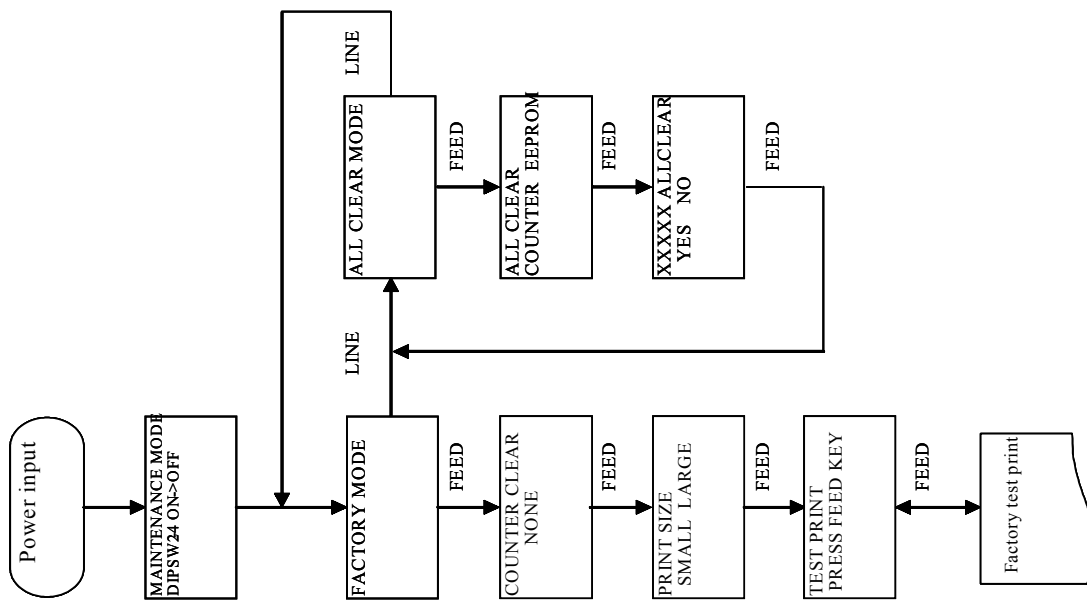 Power input
MAINTENANCE MODE
DIPSW24 ON->OFF
FACTORY MODE
FEED
COUNTER CLEAR
NONE
FEED
PRINT SIZE
SMALL LARGE
FEED
TEST PRINT
PRESS FEED KEY
FEED
Factory test print
LINE
ALL CLEAR MODE
LINE
FEED
ALL CLEAR
COUNTER EEPROM
FEED
XXXXX ALLCLEAR
YES NO
FEED